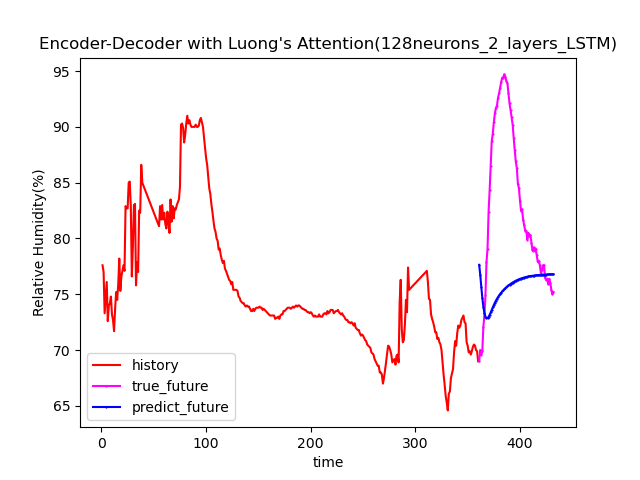 Encoder-Decoder with Luong's Attention(128neurons_2_layers_LSTM)
Relative Humidity(%)
95
90
85
80
75
70
65
history
true_future
predict_future
0 100 200 300 400
time